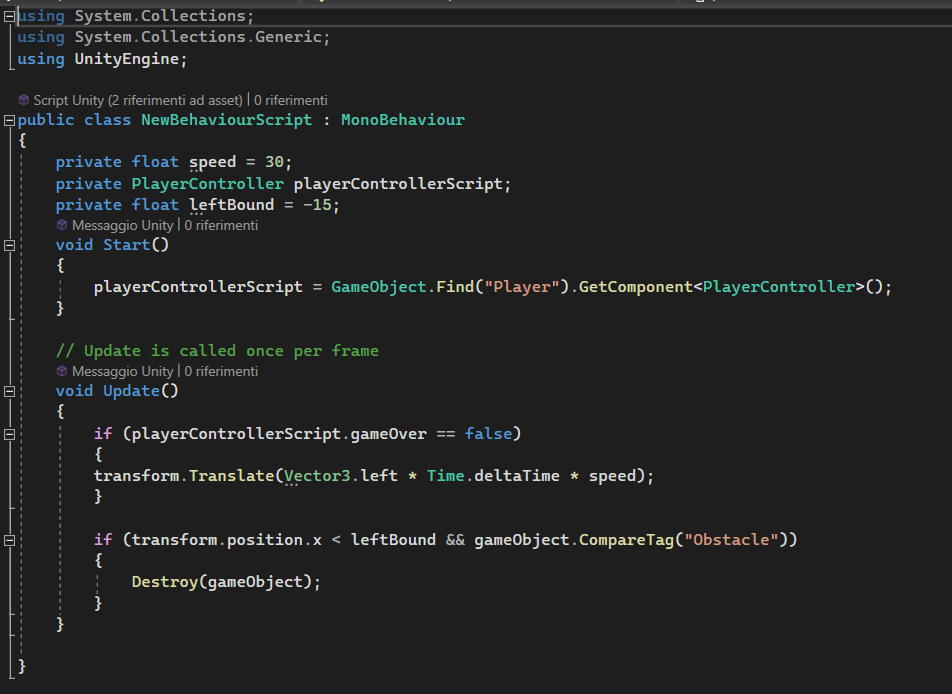 using System.Collections;
using System.Collections.Generic;
using UnityEngine;
Script Unity (2 riferimenti ad asset) | 0 riferimenti
public class NewBehaviourScript : MonoBehaviour
{
    private float speed = 30;
    private PlayerController playerControllerScript;
    private float leftBound = -15;
    Messaggio Unity | 0 riferimenti
    void Start()
    {
        playerControllerScript = GameObject.Find("Player").GetComponent<PlayerController>();
    }
    // Update is called once per frame
    Messaggio Unity | 0 riferimenti
    void Update()
    {
        if (playerControllerScript.gameOver == false)
        {
        transform.Translate(Vector3.left * Time.deltaTime * speed);
        }
        if (transform.position.x < leftBound && gameObject.CompareTag("Obstacle"))
        {
            Destroy(gameObject);
        }
    }
}